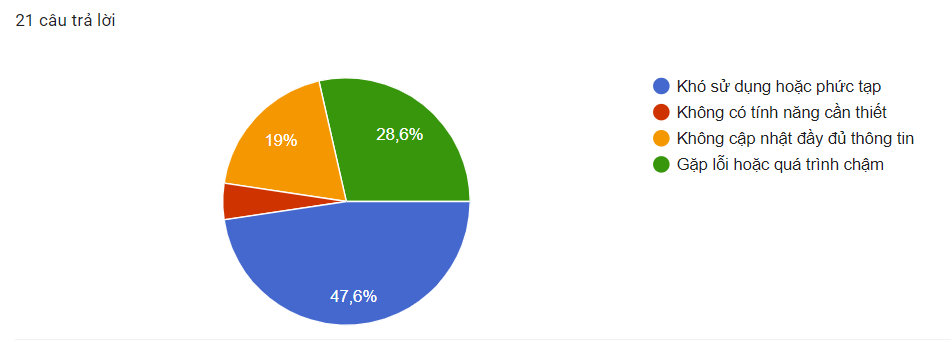 21 câu trả lời
Khó sử dụng hoặc phức tạp
Không có tính năng cần thiết
Không cập nhật đầy đủ thông tin
Gặp lỗi hoặc quá trình chậm
28,6%
19%
47,6%